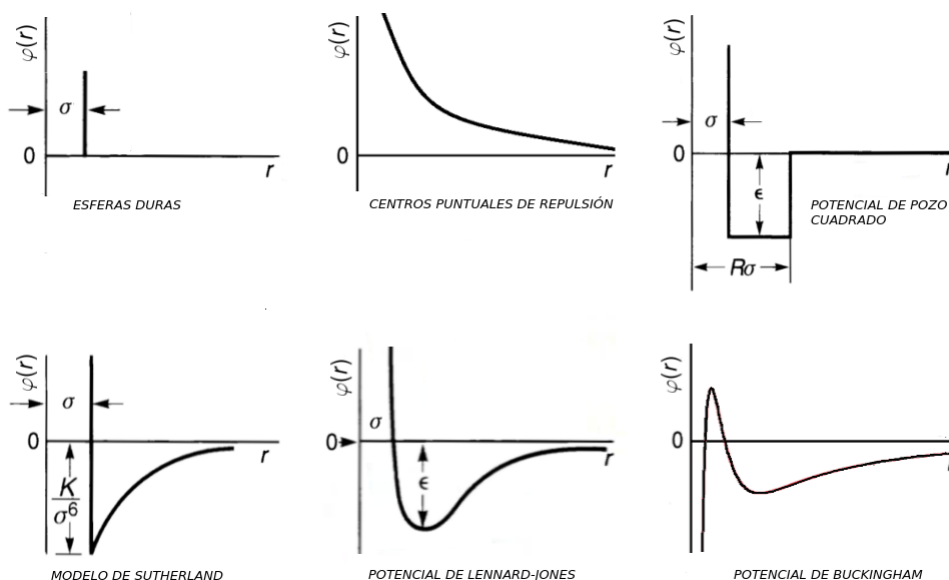 φ(r)
σ
0
r
ESFERAS DURAS
φ(r)
0
r
CENTROS PUNTUALES DE REPULSIÓN
φ(r)
σ
0
ϵ
Rσ
r
POTENCIAL DE POZO
CUADRADO
φ(r)
σ
0
K
σ⁶
r
MODELO DE SUTHERLAND
φ(r)
σ
0
ϵ
r
POTENCIAL DE LENNARD-JONES
φ(r)
0
POTENCIAL DE BUCKINGHAM